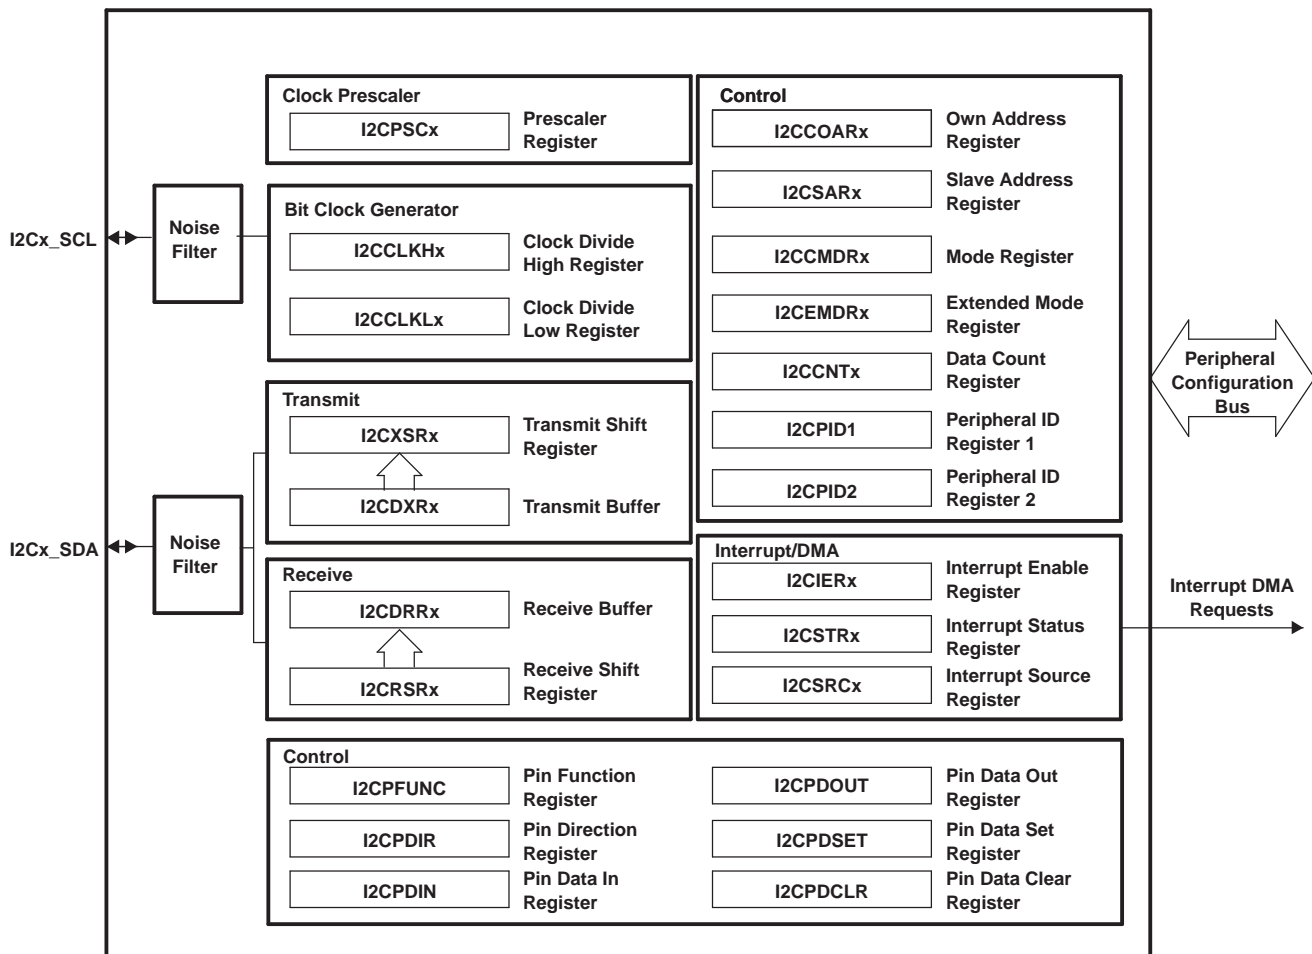 Clock Prescaler
I2CPSCx
Prescaler
Register
Control
I2CCOARx
Own Address
Register
I2CSARx
Slave Address
Register
I2CCMDRx
Mode Register
I2CEMDRx
Extended Mode
Register
I2CCNTx
Data Count
Register
I2CPID1
Peripheral ID
Register 1
I2CPID2
Peripheral ID
Register 2
I2Cx_SCL
Noise
Filter
Bit Clock Generator
I2CCLKHx
Clock Divide
High Register
I2CCLKLx
Clock Divide
Low Register
Peripheral
Configuration
Bus
Transmit
I2CXSRx
Transmit Shift
Register
I2CDXRx
Transmit Buffer
I2Cx_SDA
Noise
Filter
Receive
I2CDRRx
Receive Buffer
I2CRSRx
Receive Shift
Register
Interrupt/DMA
I2CIERx
Interrupt Enable
Register
I2CSTRx
Interrupt Status
Register
I2CSRCx
Interrupt Source
Register
Interrupt DMA
Requests
Control
I2CPFUNC
Pin Function
Register
I2CPDIR
Pin Direction
Register
I2CPDIN
Pin Data In
Register
I2CPDOUT
Pin Data Out
Register
I2CPDSET
Pin Data Set
Register
I2CPDCLR
Pin Data Clear
Register